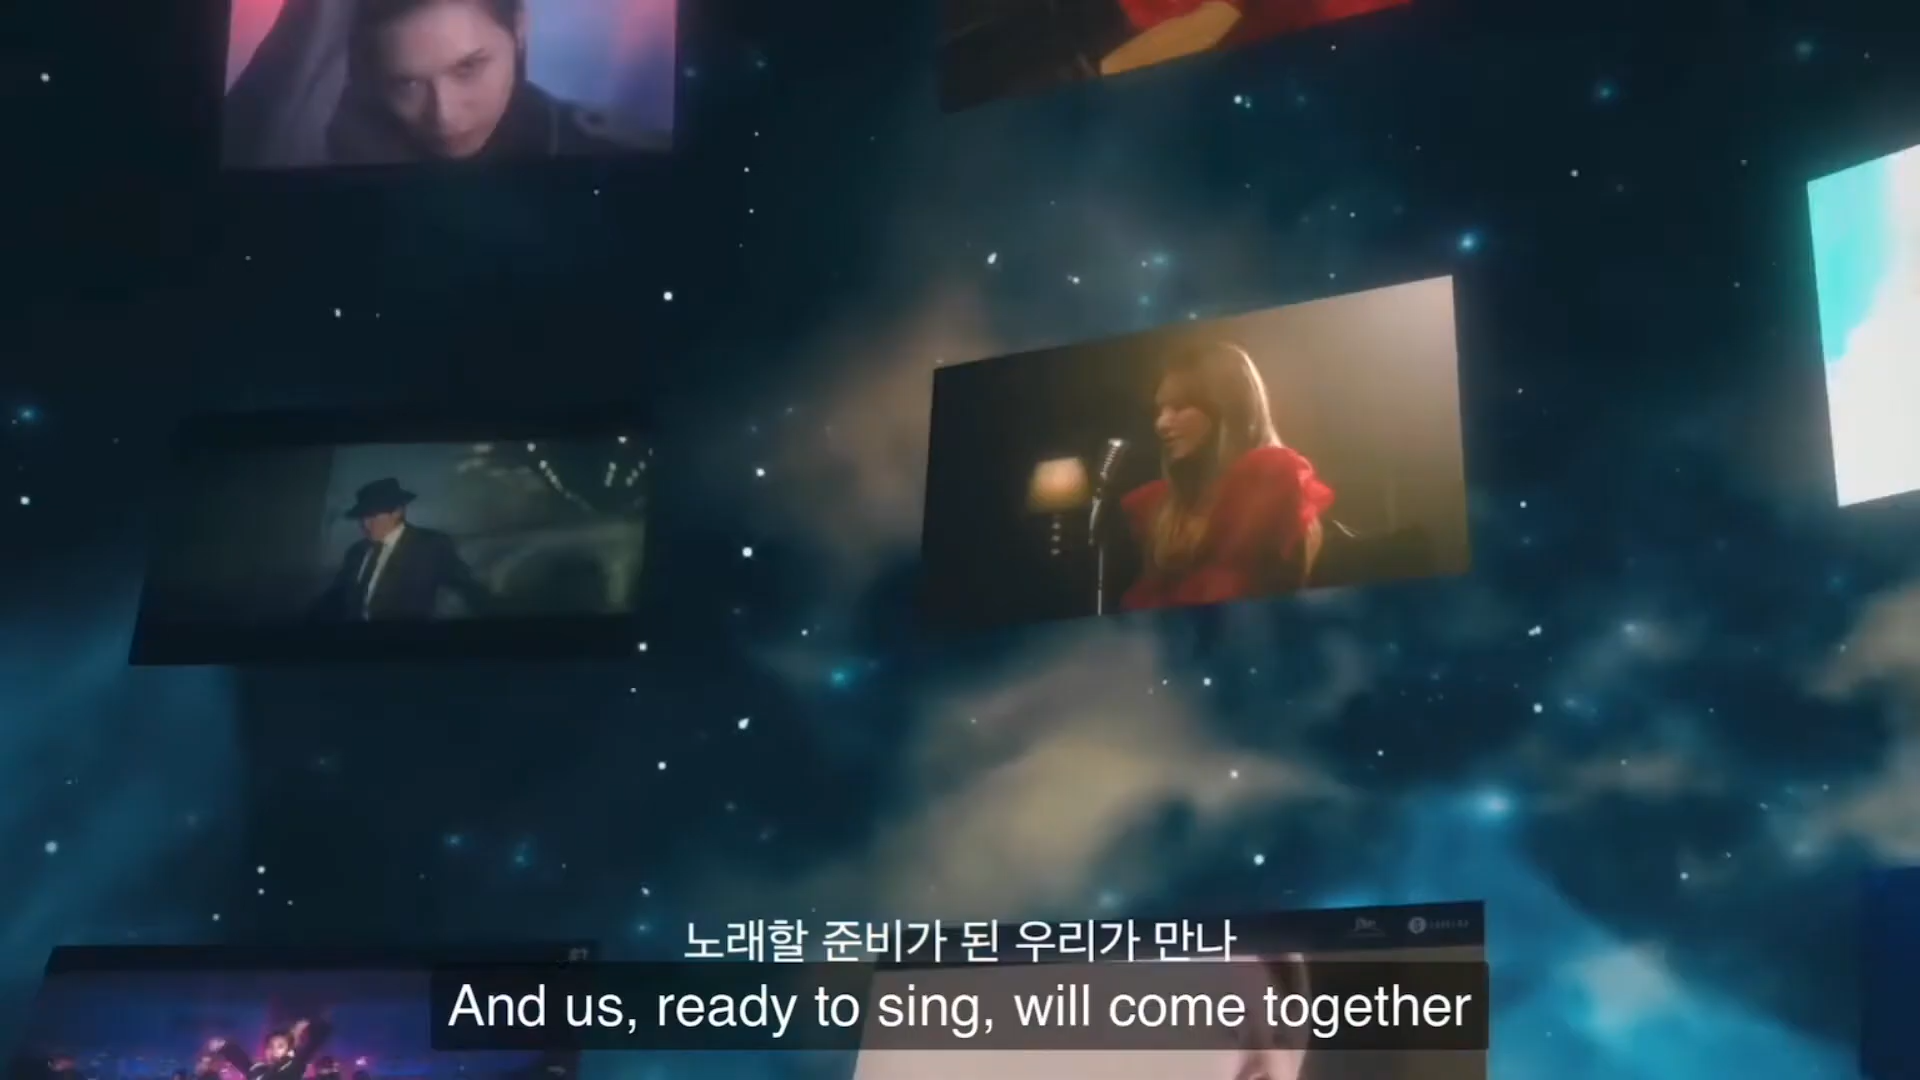 노래할 준비가 된 우리가 만나
And us, ready to sing, will come together